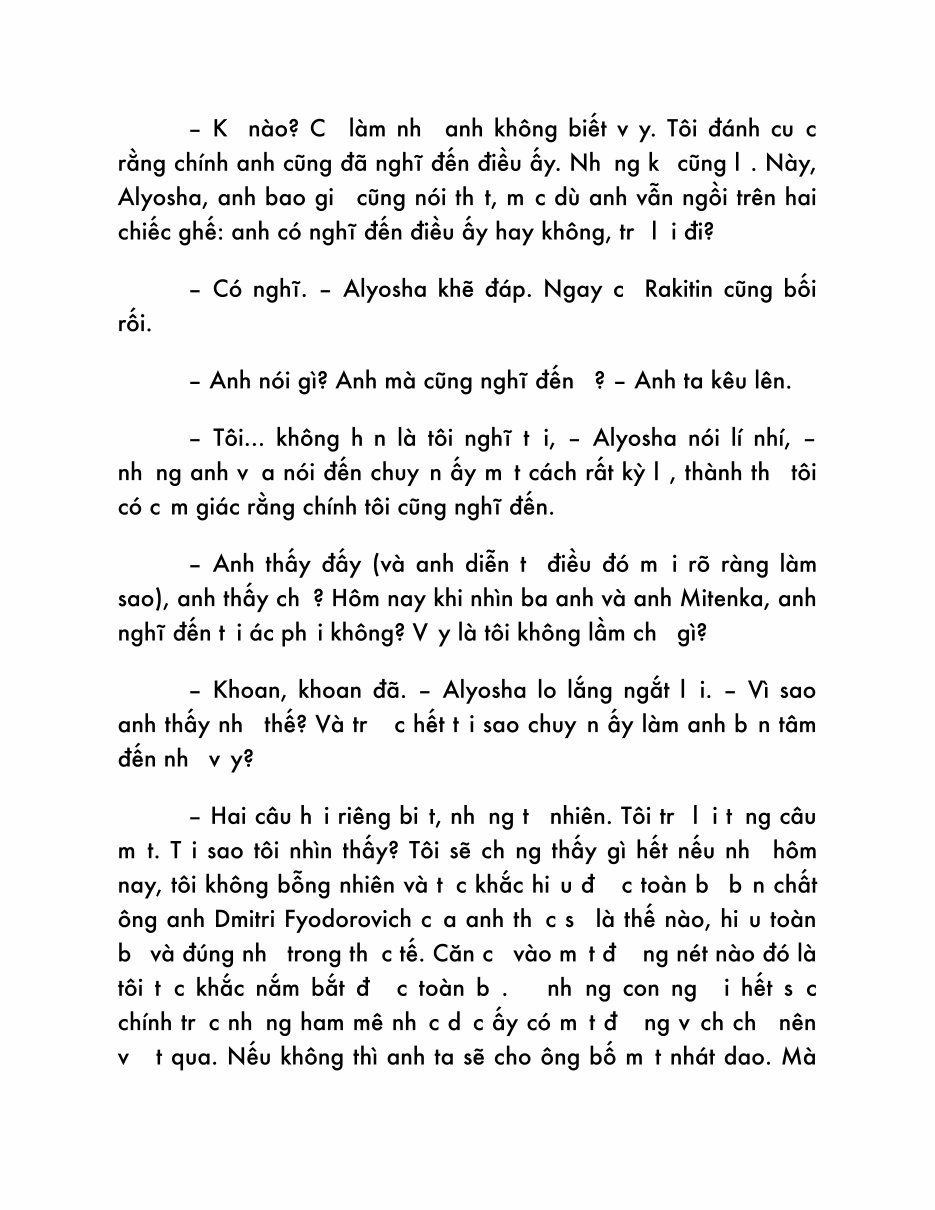 – K nào? C làm nh anh không biết v y. Tôi đánh cu c
rằng chính anh cũng đã nghĩ đến điều ấy. Nh ng k cũng l . Này,
Alyosha, anh bao gi cũng nói th t, m c dù anh vẫn ngồi trên hai
chiếc ghế: anh có nghĩ đến điều ấy hay không, tr l i đi?
– Có nghĩ. – Alyosha khẽ đáp. Ngay c Rakitin cũng bối
rối.
– Anh nói gì? Anh mà cũng nghĩ đến ? – Anh ta kêu lên.
– Tôi... không h n là tôi nghĩ t i, – Alyosha nói lí nhí, –
nh ng anh v a nói đến chuy n ấy m t cách rất kỳ l , thành th tôi
có c m giác rằng chính tôi cũng nghĩ đến.
– Anh thấy đấy (và anh diễn t điều đó m i rõ ràng làm
sao), anh thấy ch ? Hôm nay khi nhìn ba anh và anh Mitenka, anh
nghĩ đến t i ác ph i không? V y là tôi không lầm ch gì?
– Khoan, khoan đã. – Alyosha lo lắng ngắt l i. – Vì sao
anh thấy nh thế? Và tr c hết t i sao chuy n ấy làm anh b n tâm
đến nh v y?
– Hai câu h i riêng bi t, nh ng t nhiên. Tôi tr l i t ng câu
m t. T i sao tôi nhìn thấy? Tôi sẽ ch ng thấy gì hết nếu nh hôm
nay, tôi không bỗng nhiên và t c khắc hi u đ c toàn b b n chất
ông anh Dmitri Fyodorovich c a anh th c s là thế nào, hi u toàn
b và đúng nh trong th c tế. Căn c vào m t đ ng nét nào đó là
tôi t c khắc nắm bắt đ c toàn b . nh ng con ng i hết s c
chính tr c nh ng ham mê nh c d c ấy có m t đ ng v ch ch nên
v t qua. Nếu không thì anh ta sẽ cho ông bố m t nhát dao. Mà